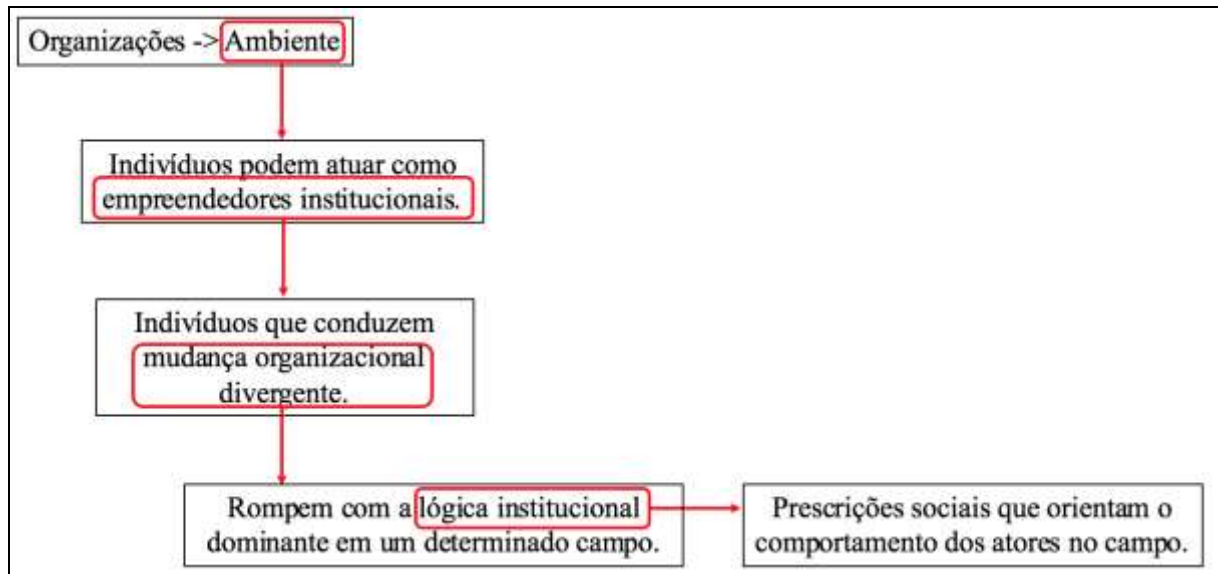 Organizações -> Ambiente
Indivíduos podem atuar como
empreendedores institucionais.
Indivíduos que conduzem
mudança organizacional
divergente.
Rompem com a lógica institucional
dominante em um determinado campo.
Prescrições sociais que orientam o
comportamento dos atores no campo.